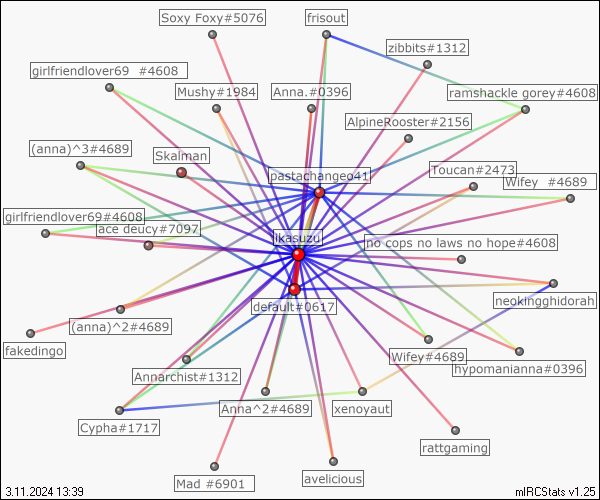 Soxy Foxy#5076
frisout
zibbits#1312
girlfriendlover69  #4608
Mushy#1984
Anna.#0396
ramshackle gorey#4608
AlpineRooster#2156
(anna)^3#4689
Skalman
pastachangeo41
Toucan#2473
Wifey  #4689
girlfriendlover69#4608
ace deucy#7097
ikasuzu
no cops no laws no hope#4608
default#0617
neokingghidorah
(anna)^2#4689
fakedingo
Wifey#4689
hypomanianna#0396
Annarchist#1312
Anna^2#4689
xenoyaut
Cypha#1717
rattgaming
Mad #6901
avelicious
3.11.2024 13:39
mIRCStats v1.25